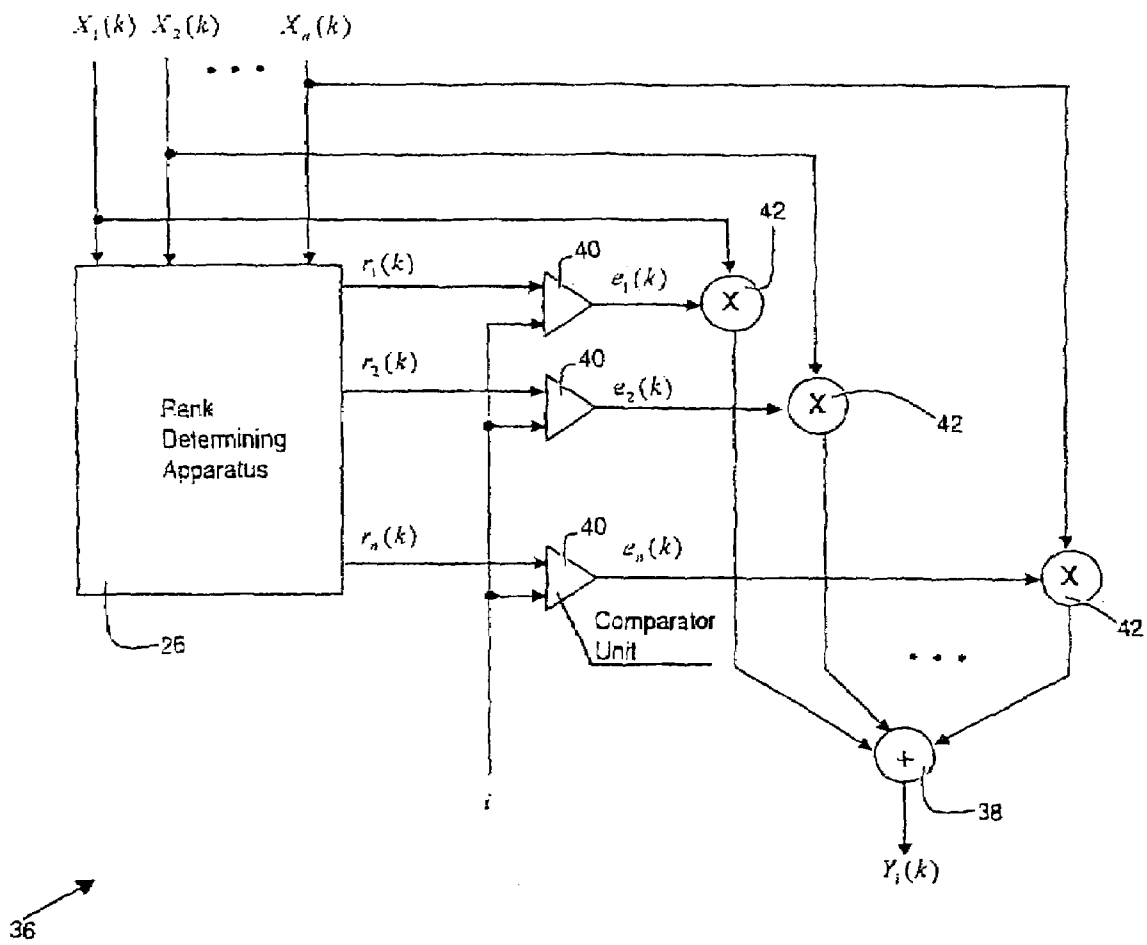 X₁(k) X₂(k) Xₙ(k)
42
40
r₁(k)
e₁(k)
X
40
r₂(k)
e₂(k)
X
42
Rank
Determining
Apparatus
40
rₙ(k)
eₙ(k)
X
42
Comparator
Unit
26
+
38
i
Yᵢ(k)
36